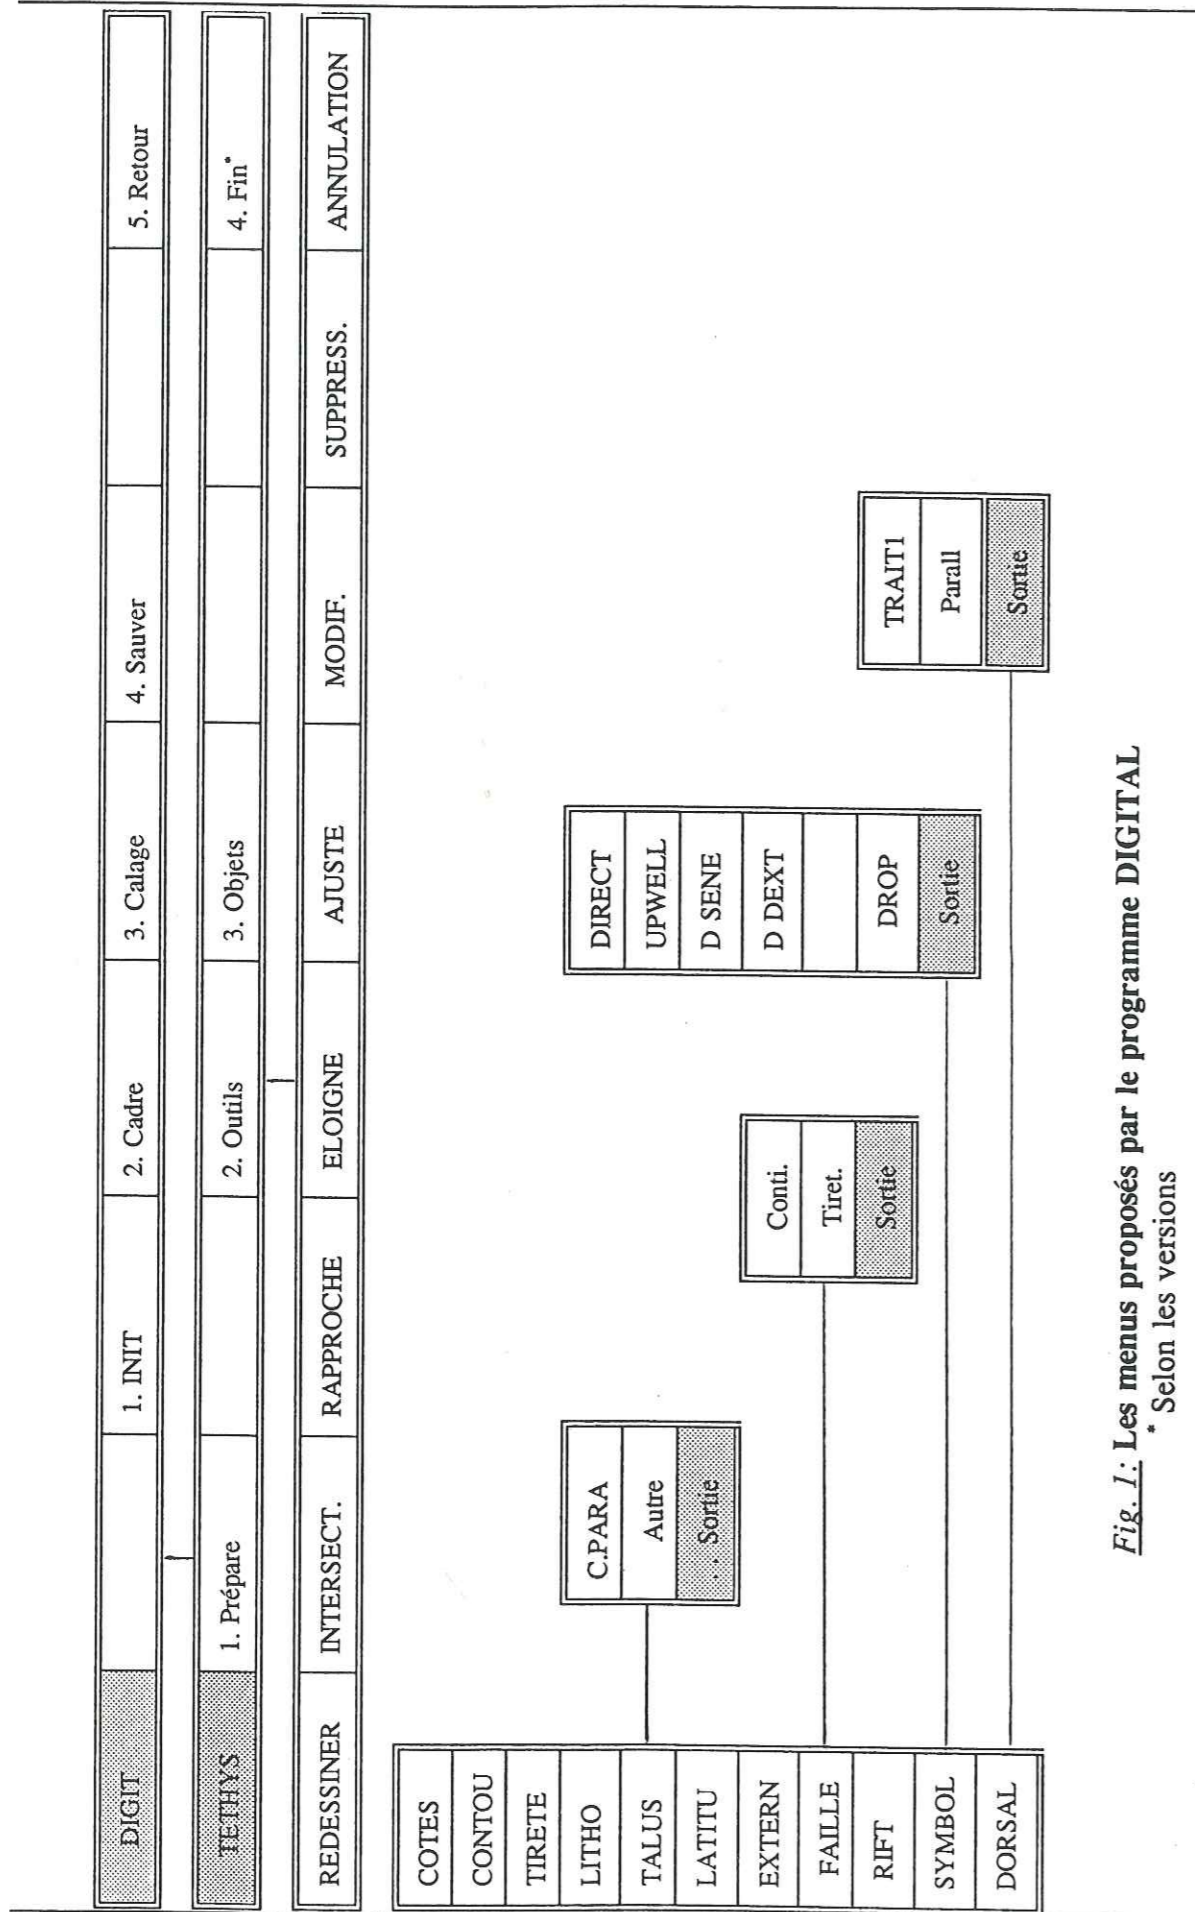 DIGIT 1. INIT 2. Cadre 3. Calage 4. Sauver 5. Retour
TETHYS 1. Prépare 2. Outils 3. Objets 4. Fin*
REDESSINER INTERSECT. RAPPROCHE ELOIGNE AJUSTE MODIF. SUPPRESS. ANNULATION
COTES
CONTOU
TIRETE
LITHO
TALUS
LATITU
EXTERN
FAILLE
RIFT
SYMBOL
DORSAL
C.PARA
Autre
. . Sortie
Conti.
Tiret.
Sortie
DIRECT
UPWELL
D SENE
D DEXT
DROP
Sortie
TRAIT1
Parall
Sortie
Fig. 1: Les menus proposés par le programme DIGITAL
* Selon les versions